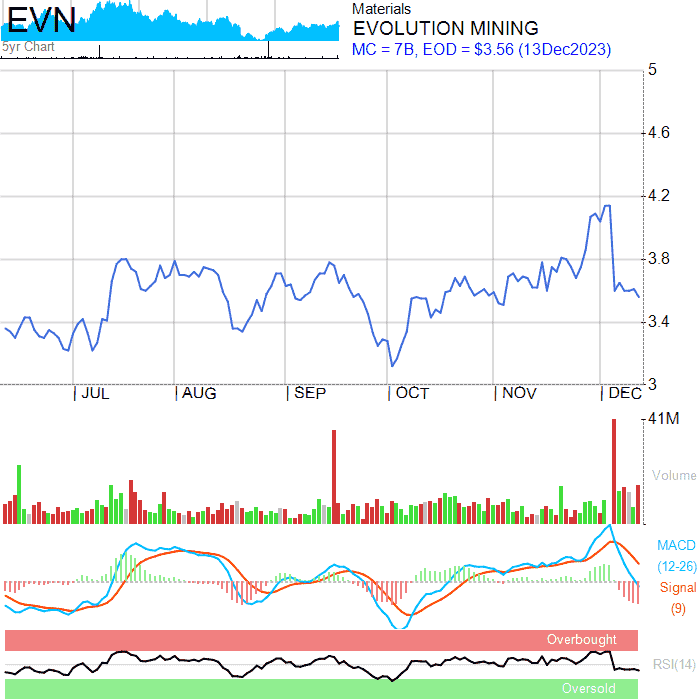 EVN
5yr Chart
Materials
EVOLUTION MINING
MC = 7B, EOD = $3.56 (13Dec2023)
5
4.6
4.2
3.8
3.4
3
| JUL | AUG | SEP | OCT | NOV | DEC
41M
Volume
MACD
(12-26)
Signal
(9)
Overbought
RSI(14)
Oversold